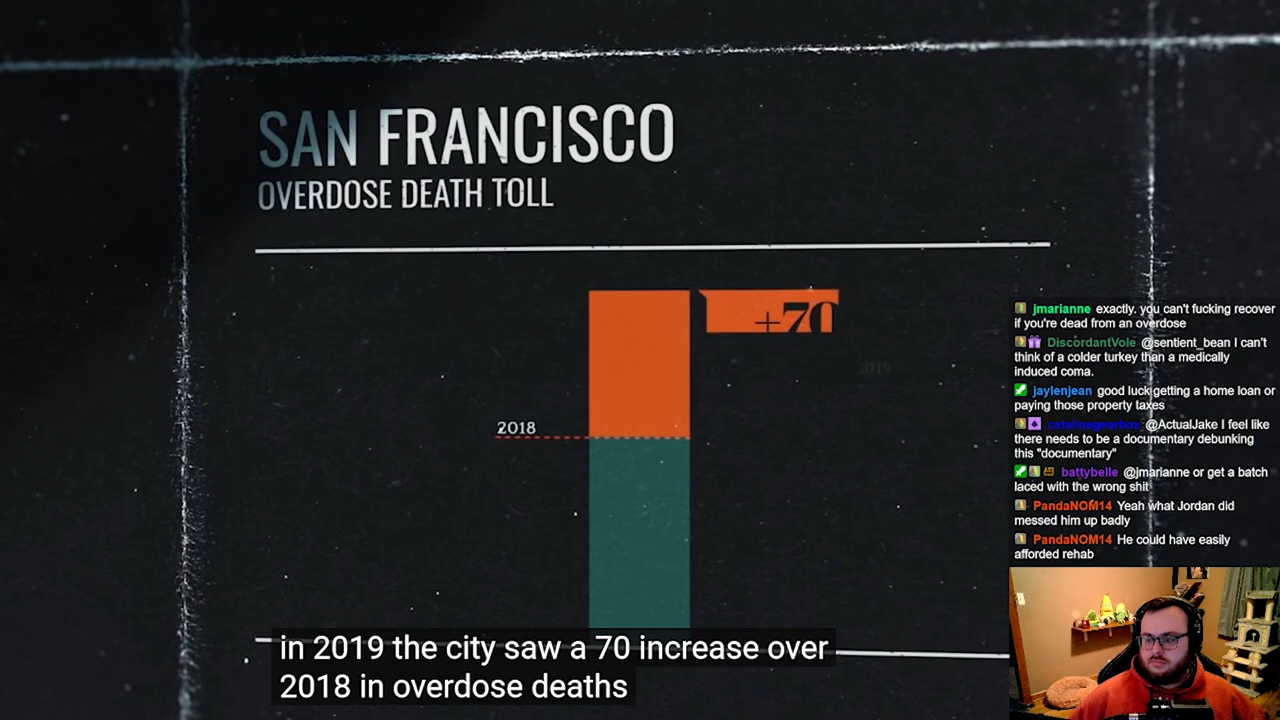 SAN FRANCISCO
OVERDOSE DEATH TOLL
+70
2019
2018
in 2019 the city saw a 70 increase over
2018 in overdose deaths
jmarianne exactly. you can't fucking recover
if you're dead from an overdose
DiscordantVole @sentient_bean I can't
think of a colder turkey than a medically
induced coma.
jaylenjean good luck getting a home loan or
paying those property taxes
catalinagearbox @ActualJake I feel like
there needs to be a documentary debunking
this "documentary"
battybelle @jmarianne or get a batch
laced with the wrong shit
PandaNOM14 Yeah what Jordan did
messed him up badly
PandaNOM14 He could have easily
afforded rehab